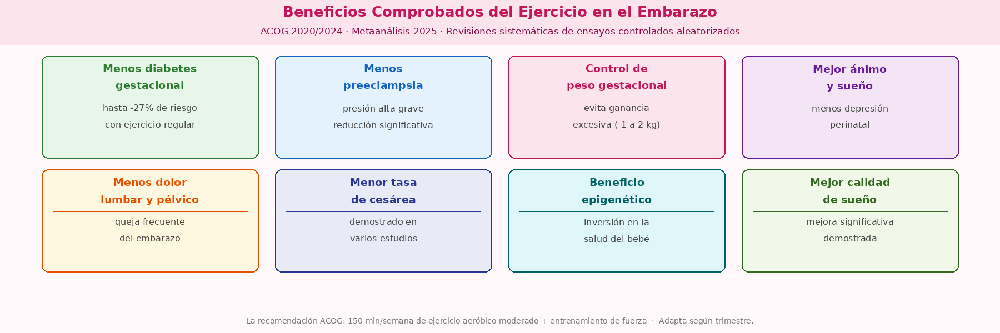 Beneficios Comprobados del Ejercicio en el Embarazo
ACOG 2020/2024 · Metaanálisis 2025 · Revisiones sistemáticas de ensayos controlados aleatorizados
Menos diabetes
gestacional
hasta -27% de riesgo
con ejercicio regular
Menos
preeclampsia
presión alta grave
reducción significativa
Control de
peso gestacional
evita ganancia
excesiva (-1 a 2 kg)
Mejor ánimo
y sueño
menos depresión
perinatal
Menos dolor
lumbar y pélvico
queja frecuente
del embarazo
Menor tasa
de cesárea
demostrado en
varios estudios
Beneficio
epigenético
inversión en la
salud del bebé
Mejor calidad
de sueño
mejora significativa
demostrada
La recomendación ACOG: 150 min/semana de ejercicio aeróbico moderado + entrenamiento de fuerza · Adapta según trimestre.